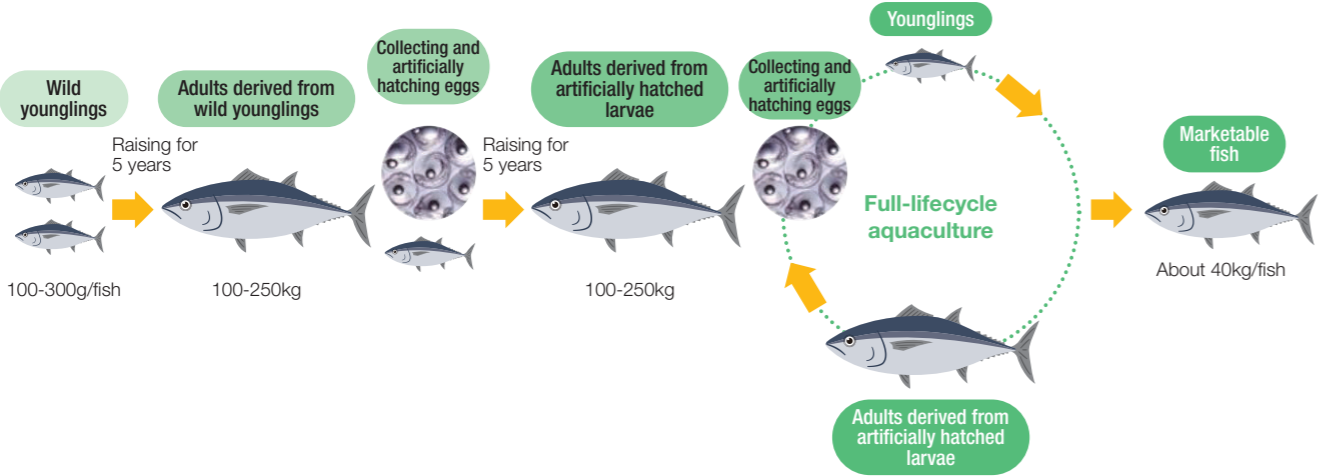 Wild
younglings
100-300g/fish
Raising for
5 years
Adults derived from
wild younglings
100-250kg
Collecting and
artificially
hatching eggs
Raising for
5 years
Adults derived from
artificially hatched
larvae
100-250kg
Collecting and
artificially
hatching eggs
Younglings
Full-lifecycle
aquaculture
Adults derived from
artificially hatched
larvae
Marketable
fish
About 40kg/fish